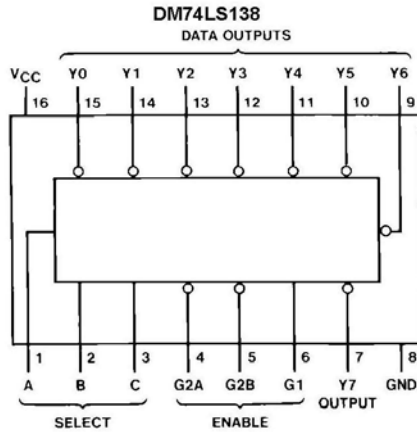 DM74LS138
DATA OUTPUTS
VCC Y0 Y1 Y2 Y3 Y4 Y5 Y6
16 15 14 13 12 11 10 9
1 2 3 4 5 6 7 8
A B C G2A G2B G1 Y7 GND
OUTPUT
SELECT ENABLE